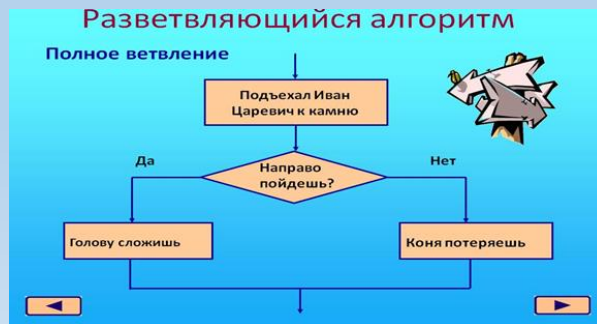 Разветвляющийся алгоритм
Полное ветвление
Подъехал Иван
Царевич к камню
Да
Направо
пойдешь?
Нет
Голову сложишь
Коня потеряешь